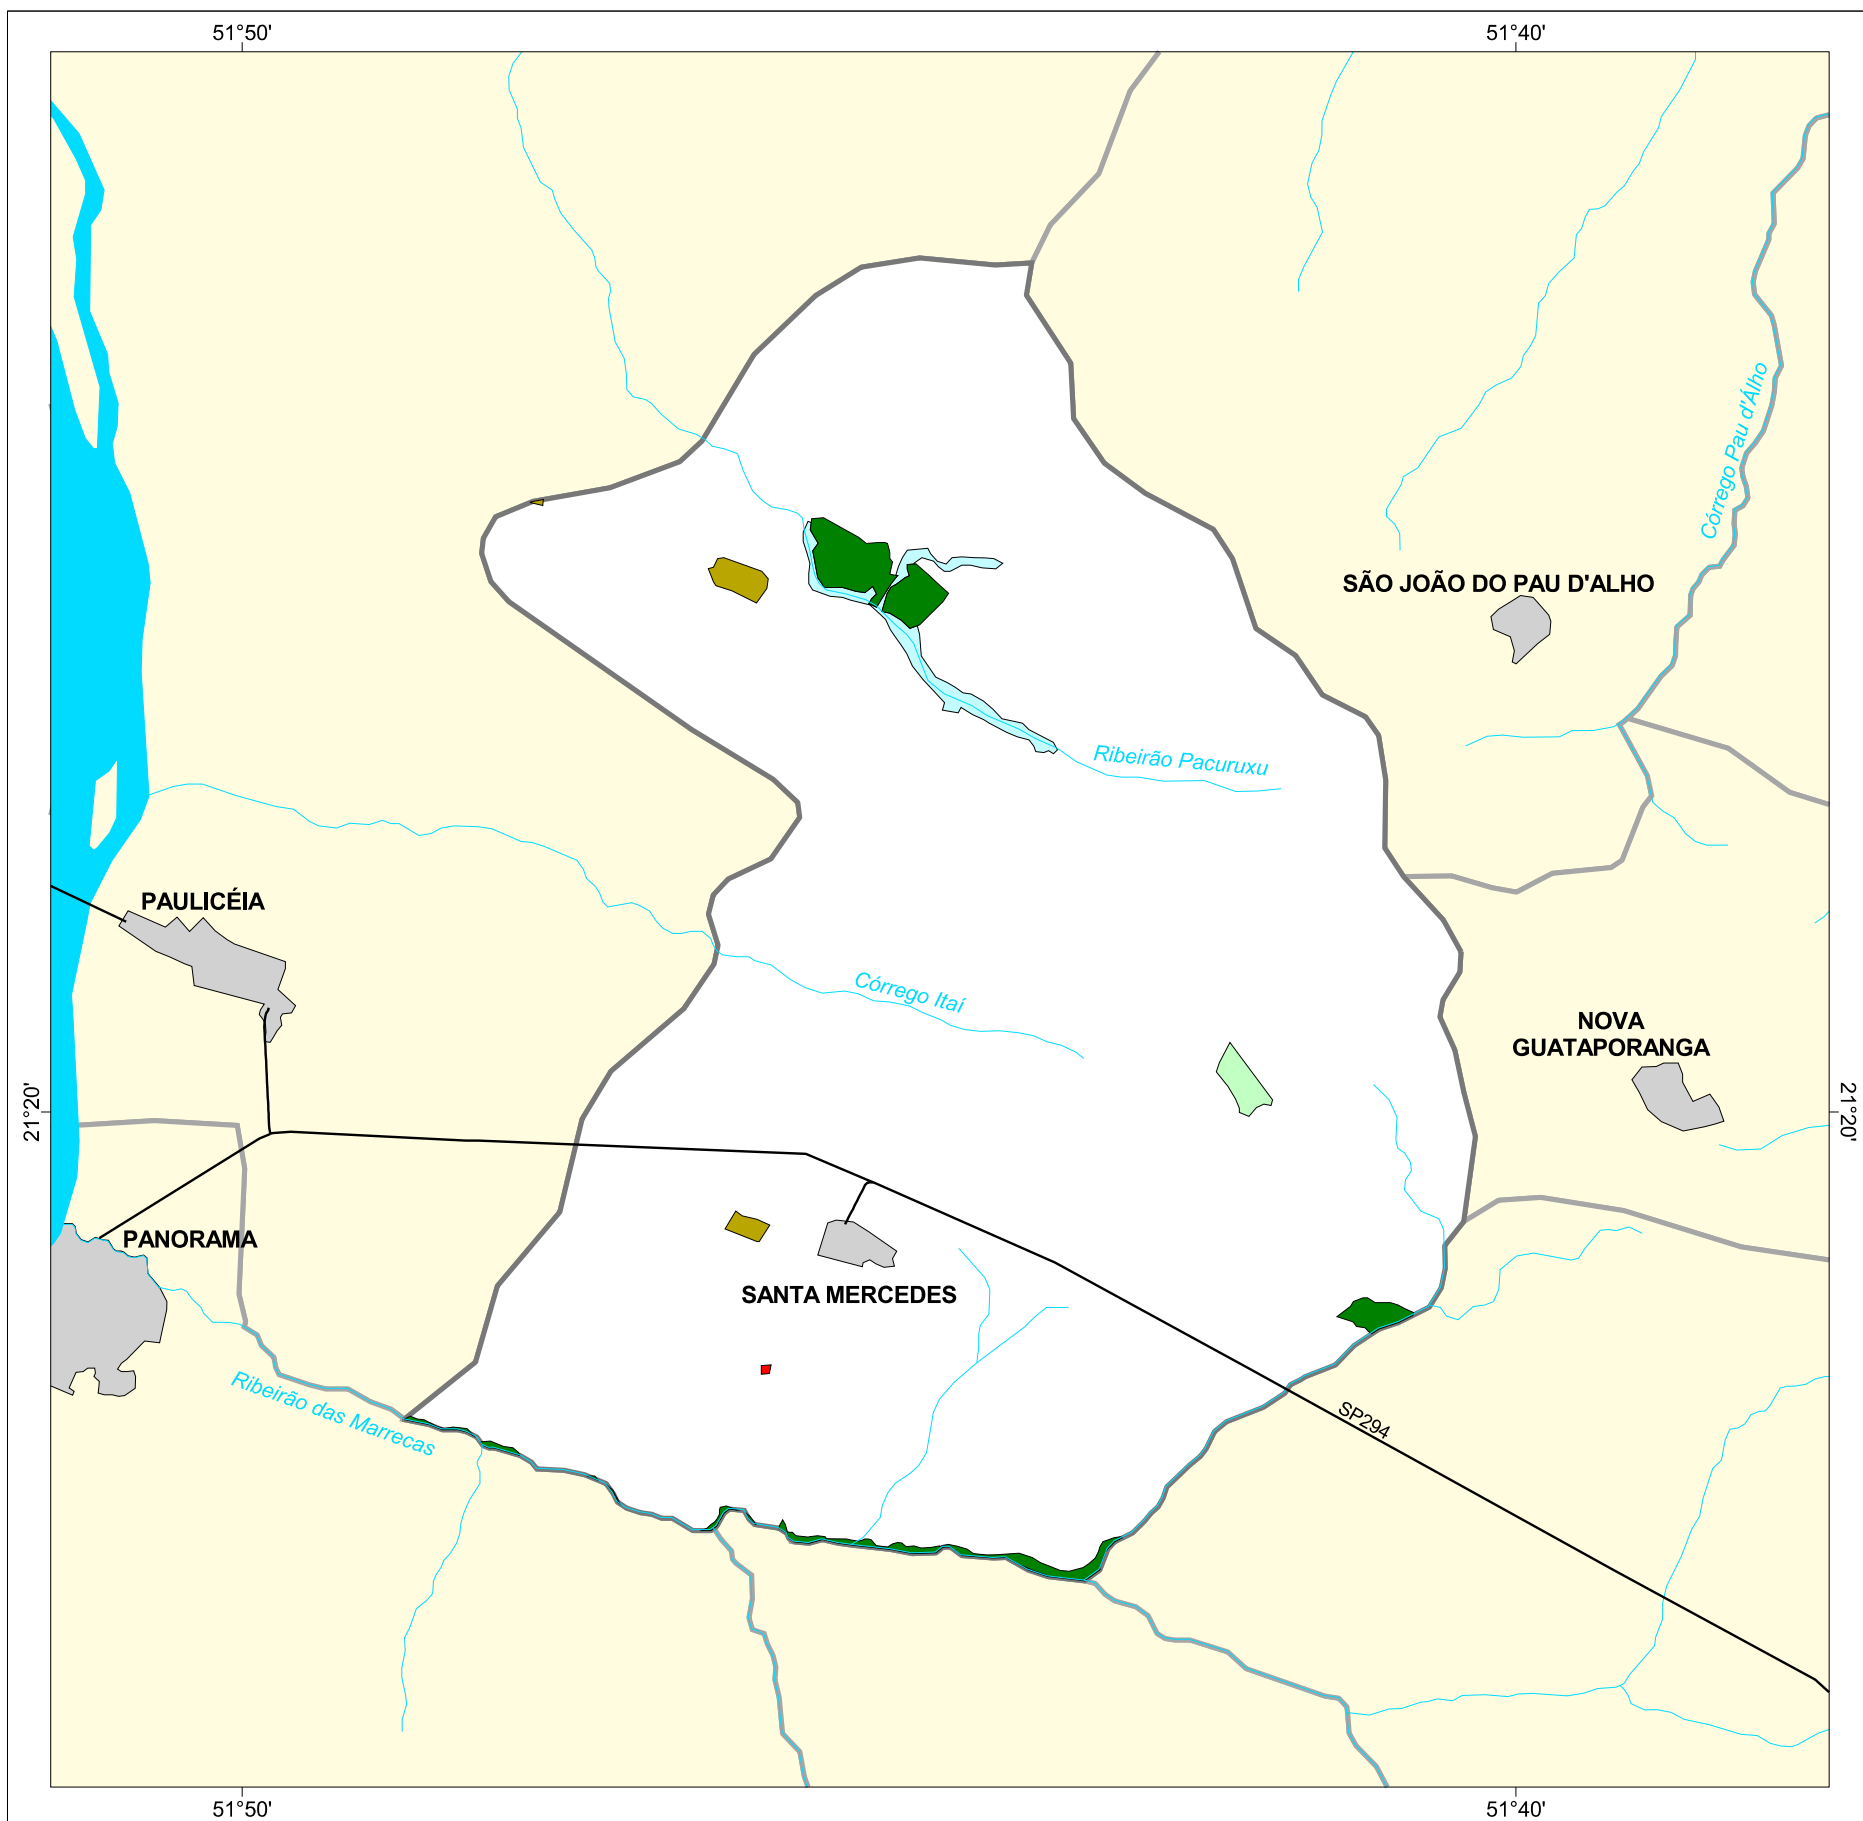 51°50'
51°40'
Córrego Pau d'Álho
SÃO JOÃO DO PAU D'ALHO
Ribeirão Pacuruxu
PAULICÉIA
Córrego Itaí
NOVA
GUATAPORANGA
21°20'
21°20'
PANORAMA
SANTA MERCEDES
Ribeirão das Marrecas
SP294
51°50'
51°40'